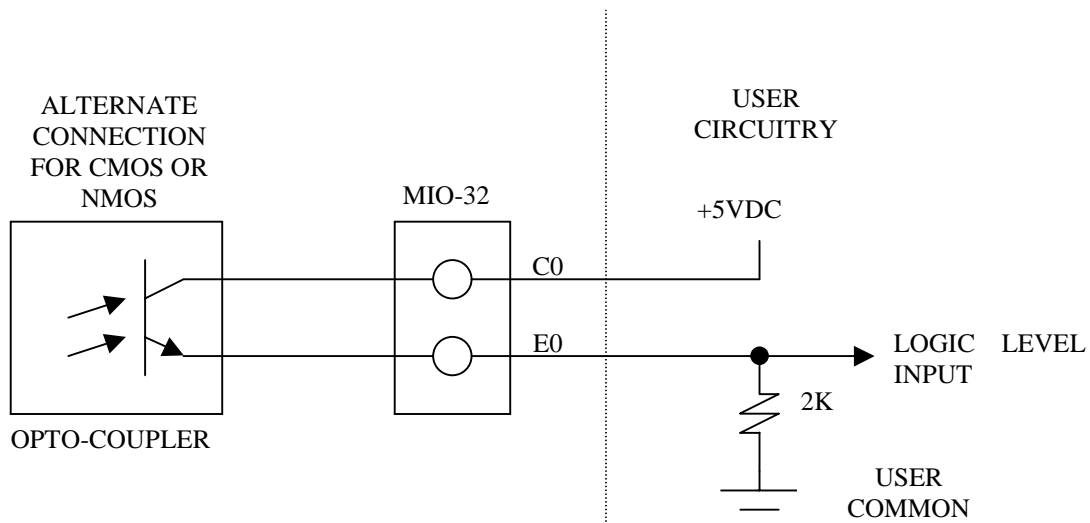 ALTERNATE
CONNECTION
FOR CMOS OR
NMOS
USER
CIRCUITRY
MIO-32
+5VDC
C0
E0
LOGIC LEVEL
INPUT
2K
OPTO-COUPLER
USER
COMMON